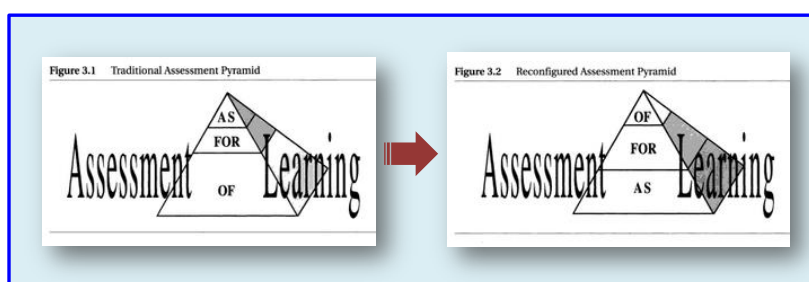 Figure 3.1 Traditional Assessment Pyramid
AS
FOR
Assessment Learning
OF
Figure 3.2 Reconfigured Assessment Pyramid
OF
FOR
Assessment Learning
AS